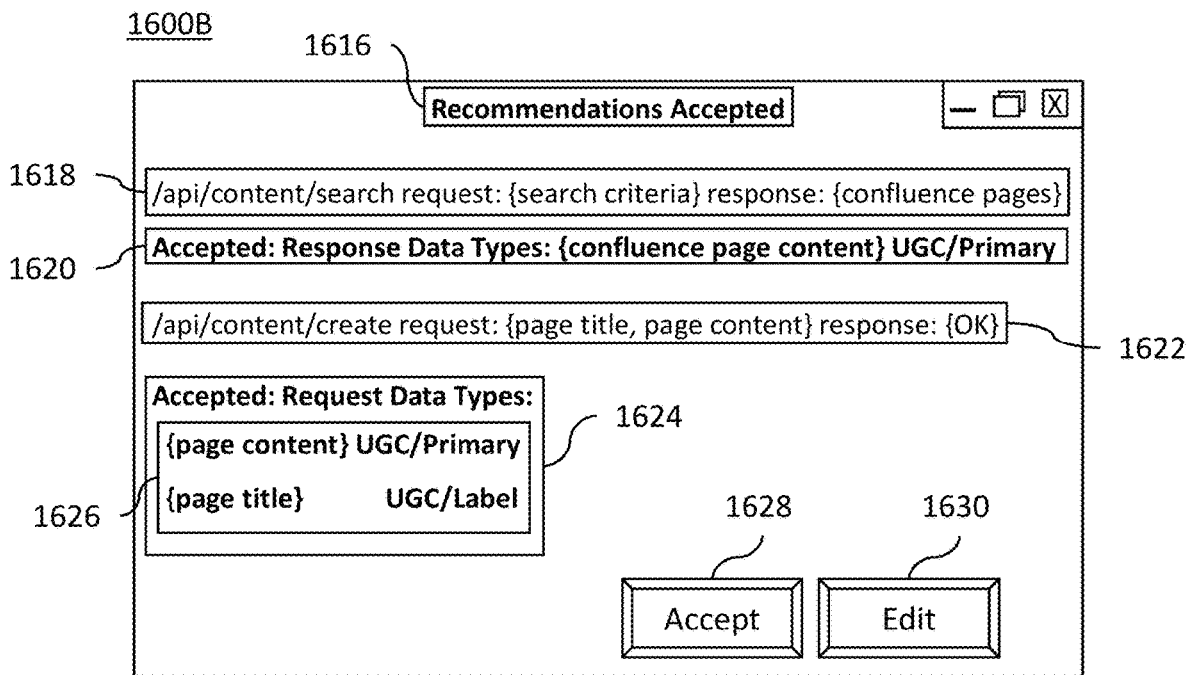 1600B
1616
Recommendations Accepted
X
1618
/api/content/search request: {search criteria} response: {confluence pages}
1620
Accepted: Response Data Types: {confluence page content} UGC/Primary
/api/content/create request: {page title, page content} response: {OK}
1622
Accepted: Request Data Types:
1624
{page content} UGC/Primary
1626
{page title} UGC/Label
1628
1630
Accept
Edit